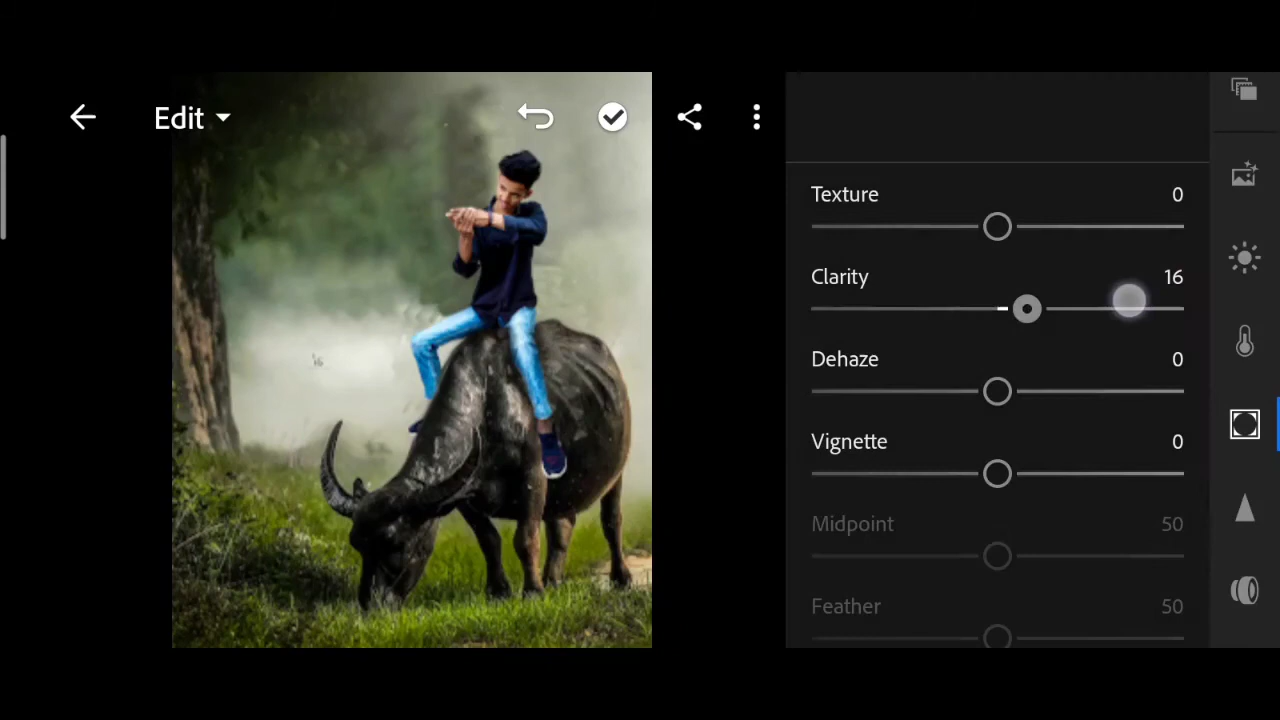 Edit
Texture 0
Clarity 16
Dehaze 0
Vignette 0
Midpoint 50
Feather 50